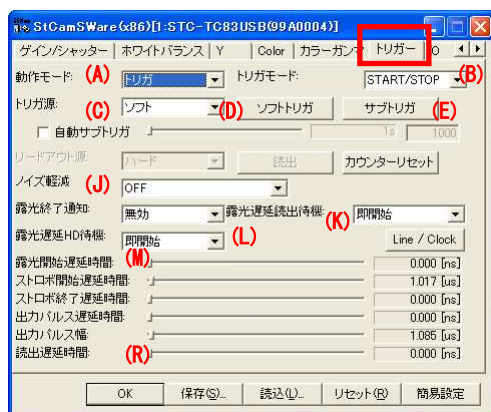 StCamSWare(x86)[1:STC-TC83USB(99A0004)]
ゲイン/シャッター ホワイトバランス Y Color カラーガンマ トリガー IO
動作モード: (A) トリガ トリガモード: START/STOP (B)
トリガ源: (C) ソフト (D) ソフトトリガ サブトリガ (E)
自動サブトリガ 1s 1000
リードアウト源: ハード 読出 カウンターリセット
ノイズ軽減 (J) OFF
露光終了通知: 無効 露光遅延読出待機: (K) 即開始
露光遅延HD待機: 即開始 (L) Line / Clock
露光開始遅延時間: (M) 0.000 [ns]
ストロボ開始遅延時間: 1.017 [us]
ストロボ終了遅延時間: 0.000 [ns]
出力パルス遅延時間: 0.000 [ns]
出力パルス幅: 1.085 [us]
読出遅延時間: (R) 0.000 [ns]
OK 保存(S)... 読込(L)... リセット(R) 簡易設定